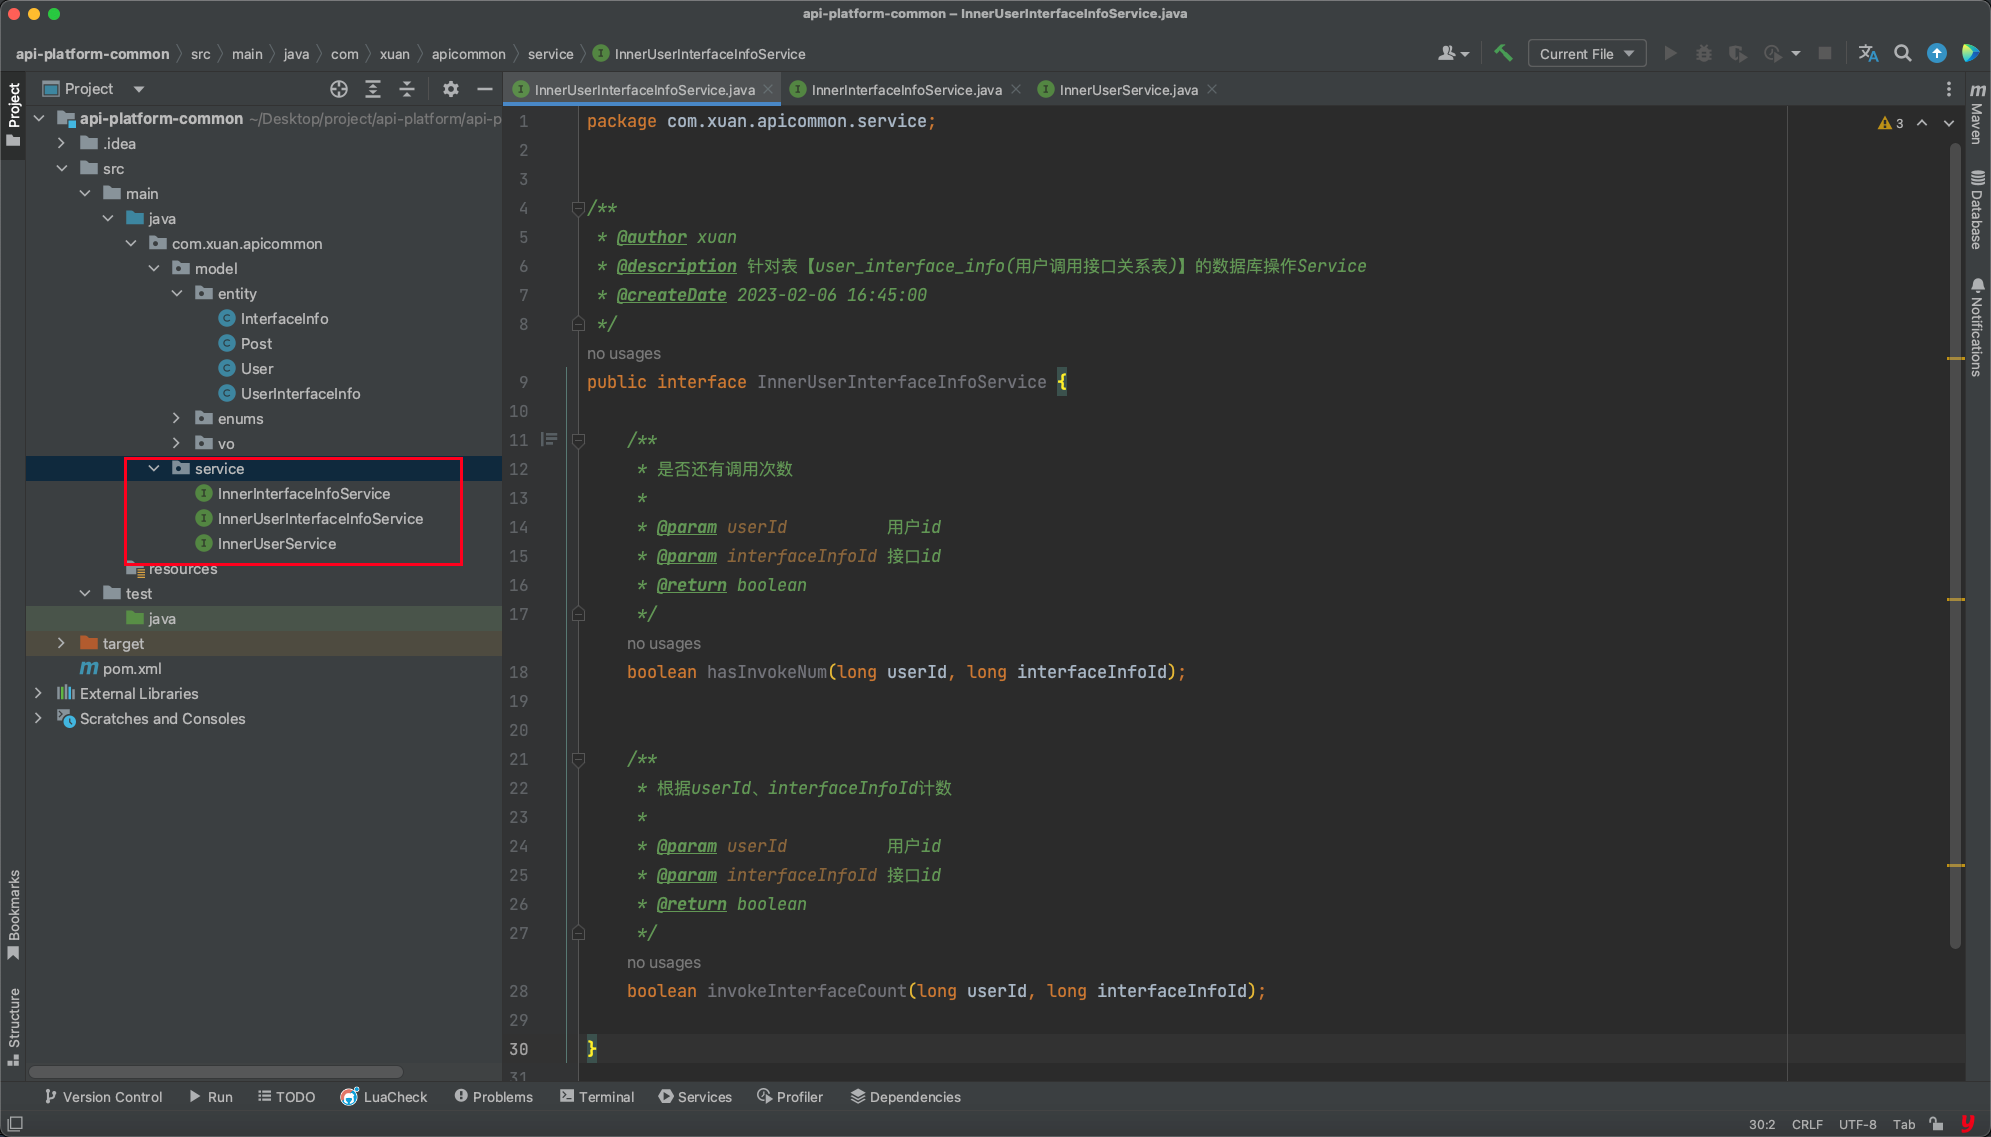 api-platform-common – InnerUserInterfaceInfoService.java
api-platform-common src main java com xuan apicommon service InnerUserInterfaceInfoService
Current File
Project
InnerUserInterfaceInfoService.java InnerInterfaceInfoService.java InnerUserService.java
Project
api-platform-common ~/Desktop/project/api-platform/api-p
.idea
src
main
java
com.xuan.apicommon
model
entity
InterfaceInfo
Post
User
UserInterfaceInfo
enums
vo
service
InnerInterfaceInfoService
InnerUserInterfaceInfoService
InnerUserService
resources
test
java
target
pom.xml
External Libraries
Scratches and Consoles
Bookmarks
Structure
1 package com.xuan.apicommon.service;
2
3
4 /**
5 * @author xuan
6 * @description 针对表【user_interface_info(用户调用接口关系表)】的数据库操作Service
7 * @createDate 2023-02-06 16:45:00
8 */
no usages
9 public interface InnerUserInterfaceInfoService {
10
11 /**
12 * 是否还有调用次数
13 *
14 * @param userId 用户id
15 * @param interfaceInfoId 接口id
16 * @return boolean
17 */
no usages
18 boolean hasInvokeNum(long userId, long interfaceInfoId);
19
20
21 /**
22 * 根据userId、interfaceInfoId计数
23 *
24 * @param userId 用户id
25 * @param interfaceInfoId 接口id
26 * @return boolean
27 */
no usages
28 boolean invokeInterfaceCount(long userId, long interfaceInfoId);
29
30 }
31
3
Maven
Database
Notifications
Version Control Run TODO LuaCheck Problems Terminal Services Profiler Dependencies
30:2 CRLF UTF-8 Tab